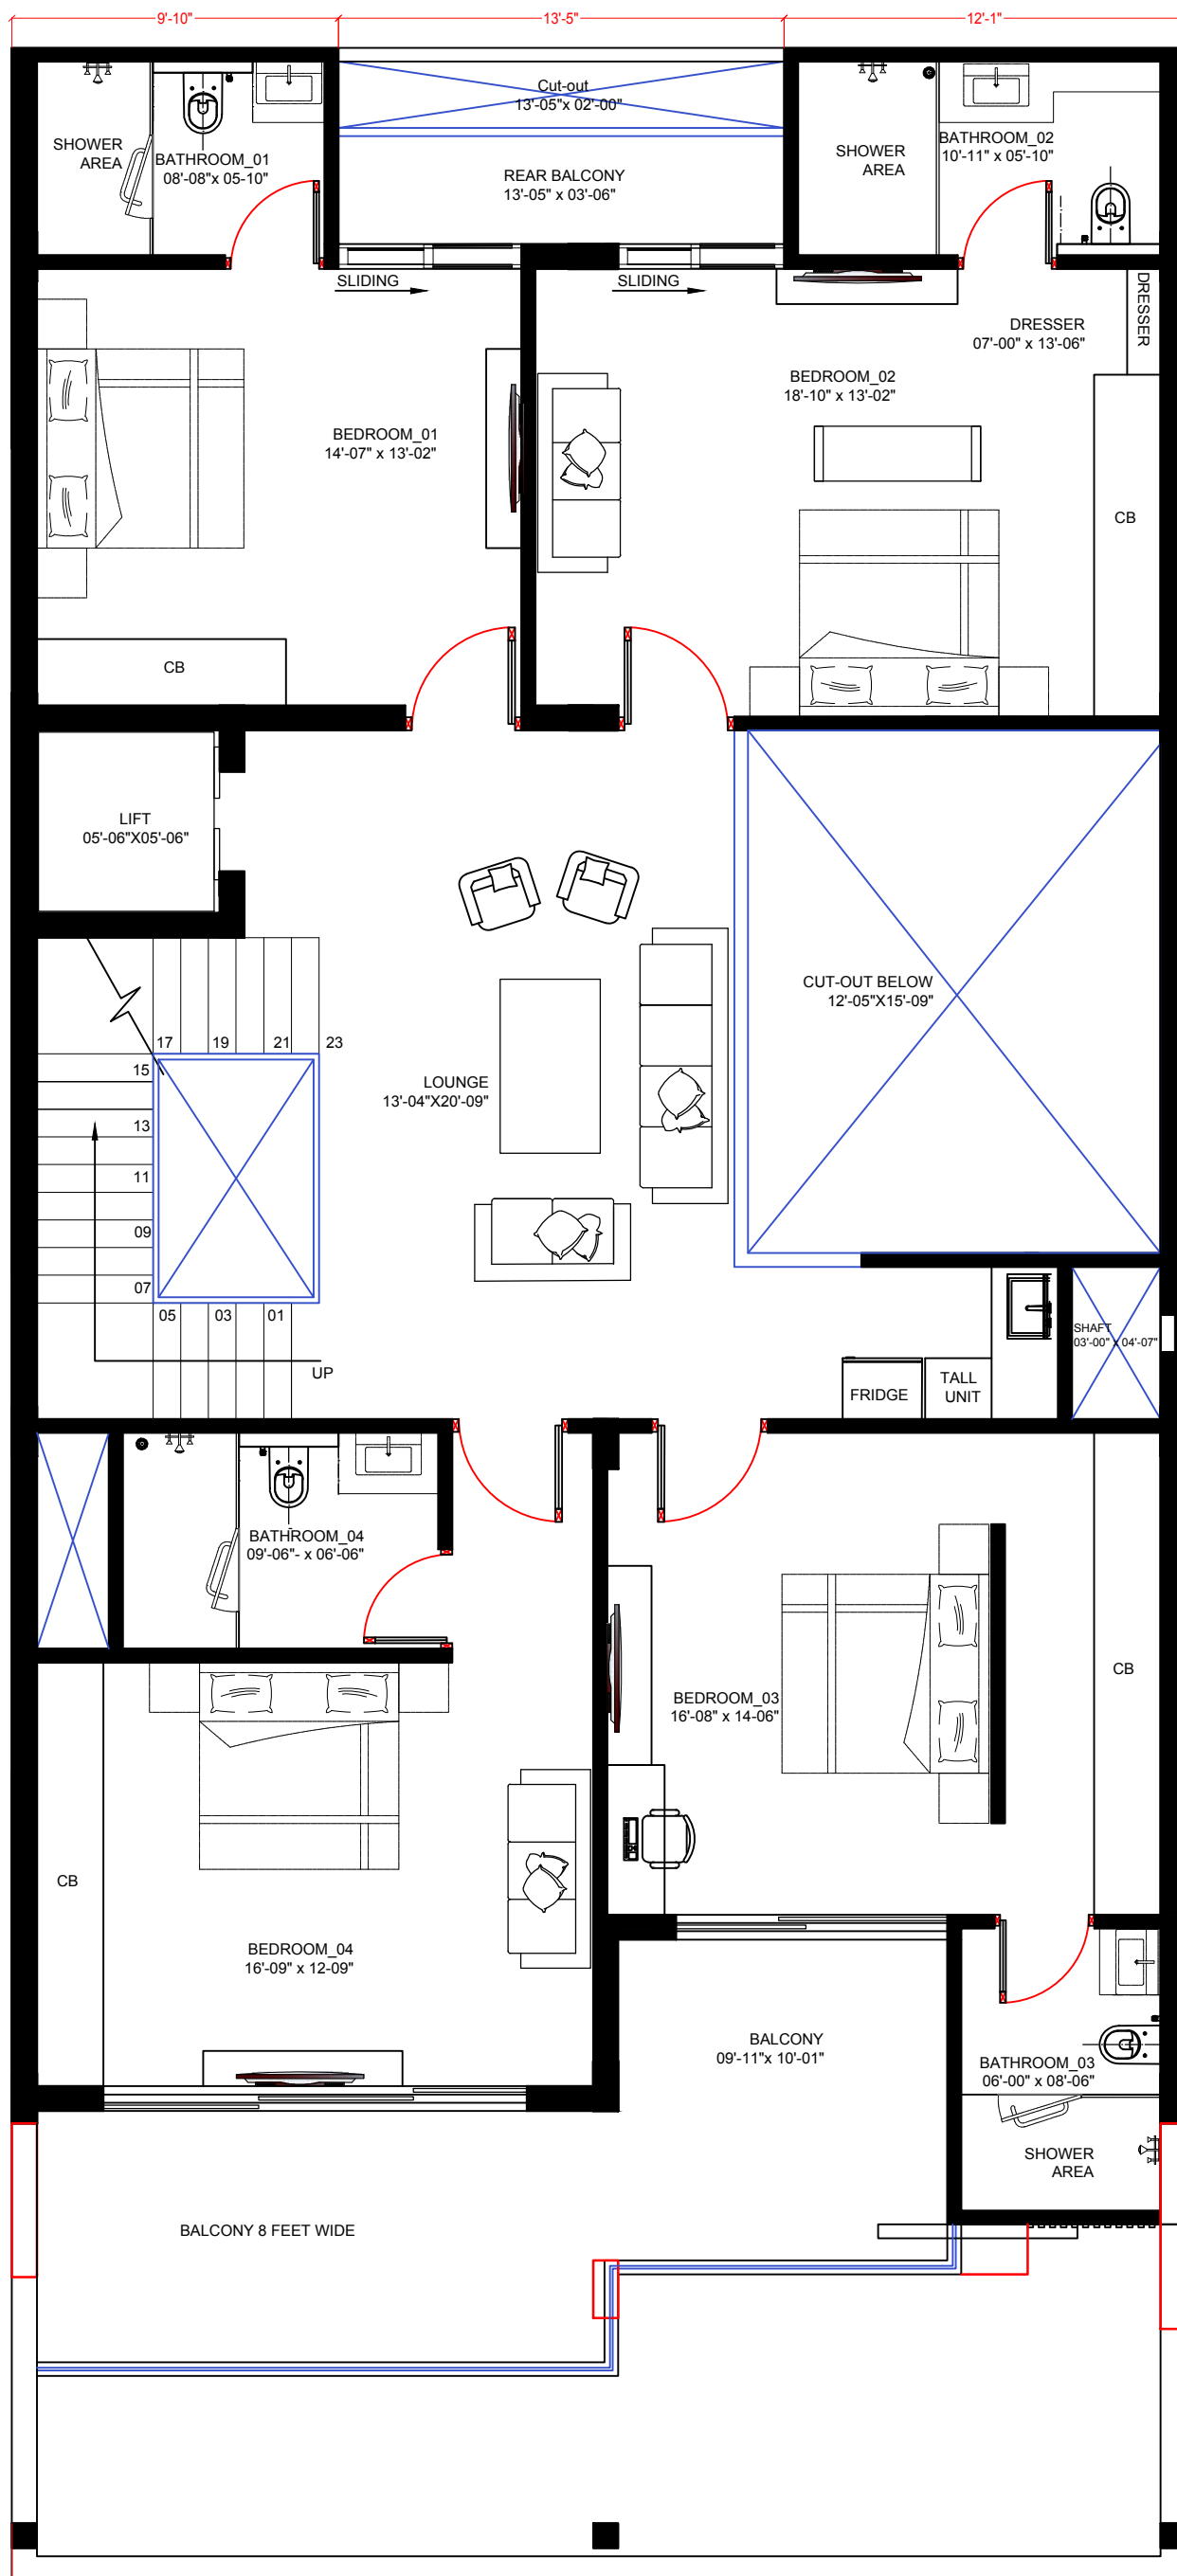 9'-10"
13'-5"
12'-1"
Cut-out
13'-05"x 02'-00"
SHOWER
AREA
BATHROOM_01
08'-08"x 05-10"
REAR BALCONY
13'-05" x 03'-06"
SHOWER
AREA
BATHROOM_02
10'-11" x 05'-10"
SLIDING
SLIDING
DRESSER
DRESSER
07'-00" x 13'-06"
BEDROOM_02
18'-10" x 13'-02"
BEDROOM_01
14'-07" x 13'-02"
CB
CB
LIFT
05'-06"X05'-06"
CUT-OUT BELOW
12'-05"X15'-09"
17
19
21
23
15
LOUNGE
13'-04"X20'-09"
13
11
09
07
05
03
01
UP
SHAFT
03'-00" x 04'-07"
FRIDGE
TALL
UNIT
BATHROOM_04
09'-06"- x 06'-06"
BEDROOM_03
16'-08" x 14-06"
CB
CB
BEDROOM_04
16'-09" x 12-09"
BALCONY
09'-11"x 10'-01"
BATHROOM_03
06'-00" x 08'-06"
SHOWER
AREA
BALCONY 8 FEET WIDE